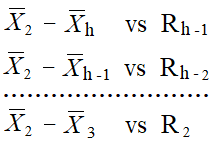 X̅₂ − X̅ₕ vs Rₕ₋₁
X̅₂ − X̅ₕ₋₁ vs Rₕ₋₂
........................
X̅₂ − X̅₃ vs R₂